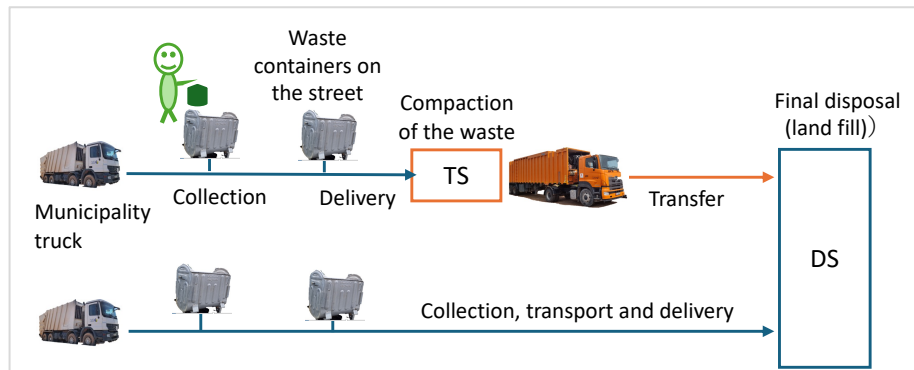 Waste
containers on
the street
Compaction
of the waste
Final disposal
(land fill）
TS
DS
Collection
Delivery
Transfer
Municipality
truck
Collection, transport and delivery